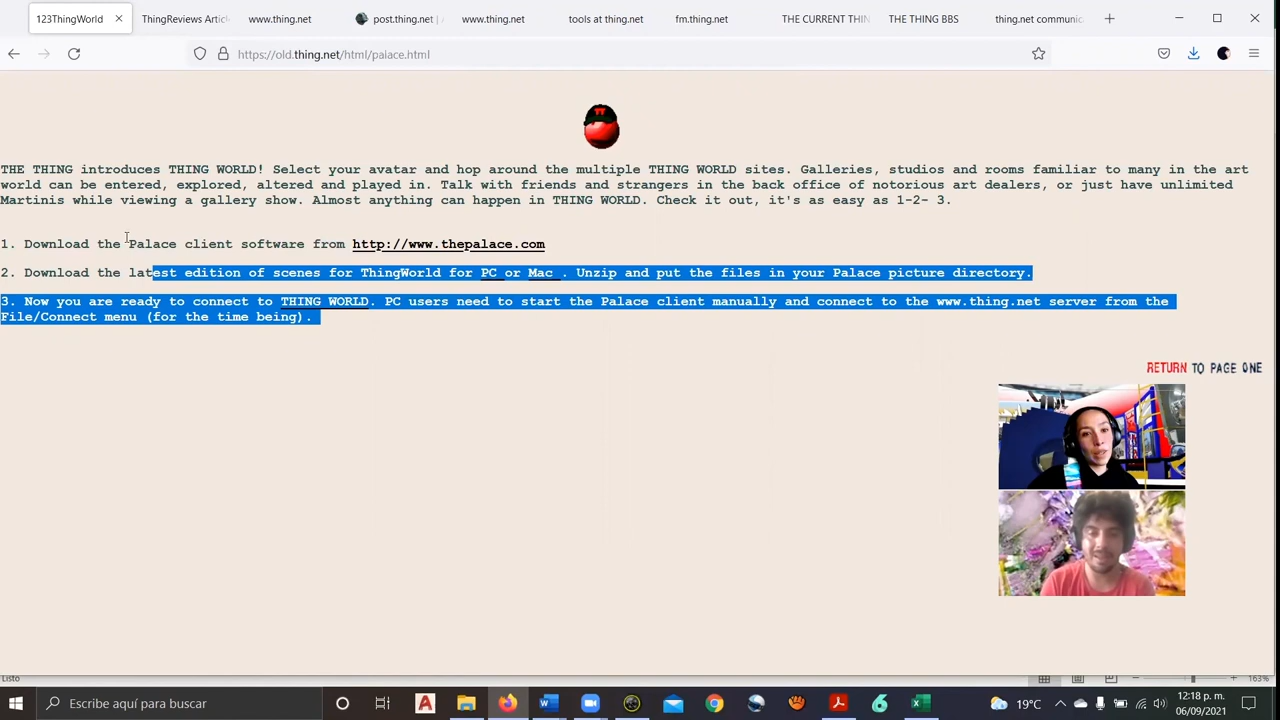 123ThingWorld
ThingReviews Articl
www.thing.net
post.thing.net |
www.thing.net
tools at thing.net
fm.thing.net
THE CURRENT THIN
THE THING BBS
thing.net communic
https://old.thing.net/html/palace.html
THE THING introduces THING WORLD! Select your avatar and hop around the multiple THING WORLD sites. Galleries, studios and rooms familiar to many in the art
world can be entered, explored, altered and played in. Talk with friends and strangers in the back office of notorious art dealers, or just have unlimited
Martinis while viewing a gallery show. Almost anything can happen in THING WORLD. Check it out, it's as easy as 1-2- 3.
1. Download the Palace client software from http://www.thepalace.com
2. Download the latest edition of scenes for ThingWorld for PC or Mac . Unzip and put the files in your Palace picture directory.
3. Now you are ready to connect to THING WORLD. PC users need to start the Palace client manually and connect to the www.thing.net server from the
File/Connect menu (for the time being).
RETURN TO PAGE ONE
Listo
163%
Escribe aquí para buscar
19°C
12:18 p. m.
06/09/2021